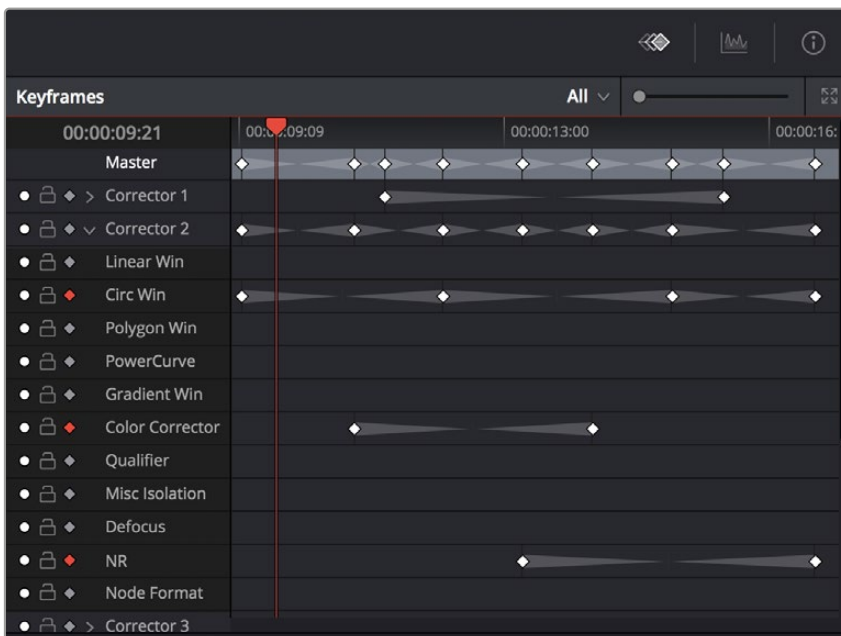 Keyframes All
00:00:09:21 00:00:09:09 00:00:13:00 00:00:16:
Master
Corrector 1
Corrector 2
Linear Win
Circ Win
Polygon Win
PowerCurve
Gradient Win
Color Corrector
Qualifier
Misc Isolation
Defocus
NR
Node Format
Corrector 3